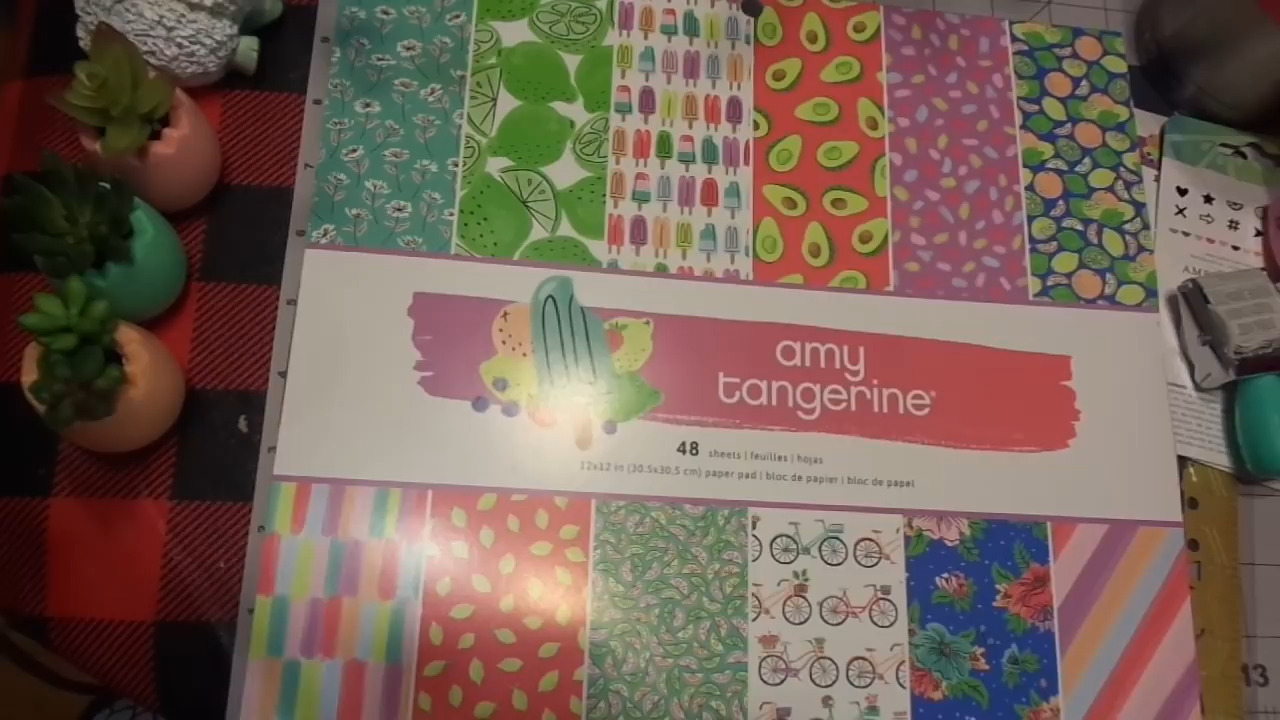 amy
tangerine®
48 sheets | feuilles | hojas
12x12 in (30.5x30.5 cm) paper pad | bloc de papier | bloc de papel
13